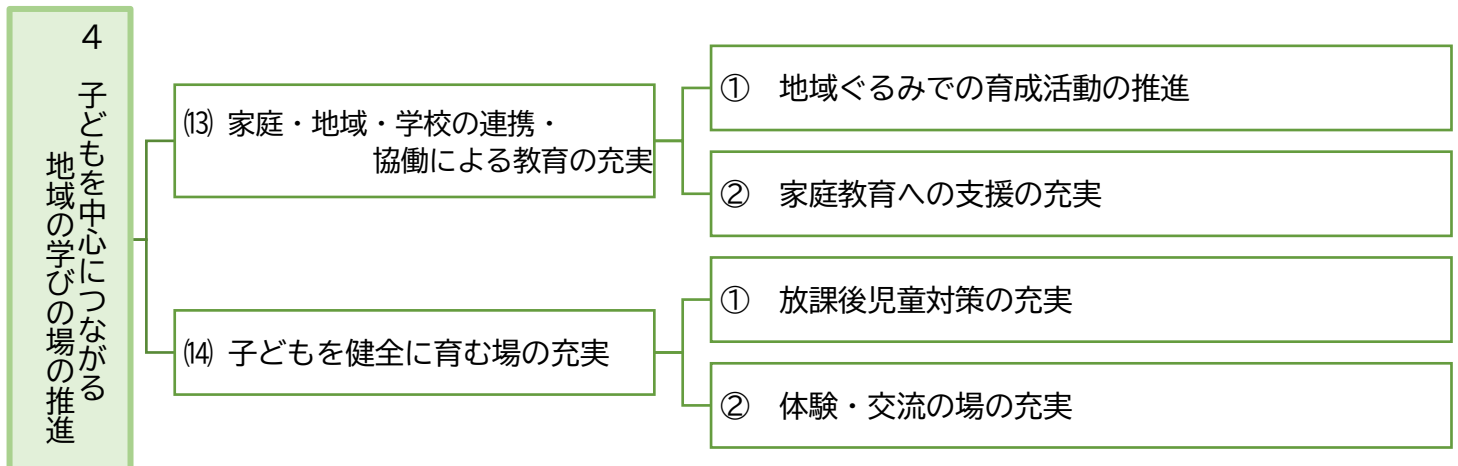 4 子どもを中心につながる
地域の学びの場の推進
⒀ 家庭・地域・学校の連携・
協働による教育の充実
① 地域ぐるみでの育成活動の推進
② 家庭教育への支援の充実
⒁ 子どもを健全に育む場の充実
① 放課後児童対策の充実
② 体験・交流の場の充実